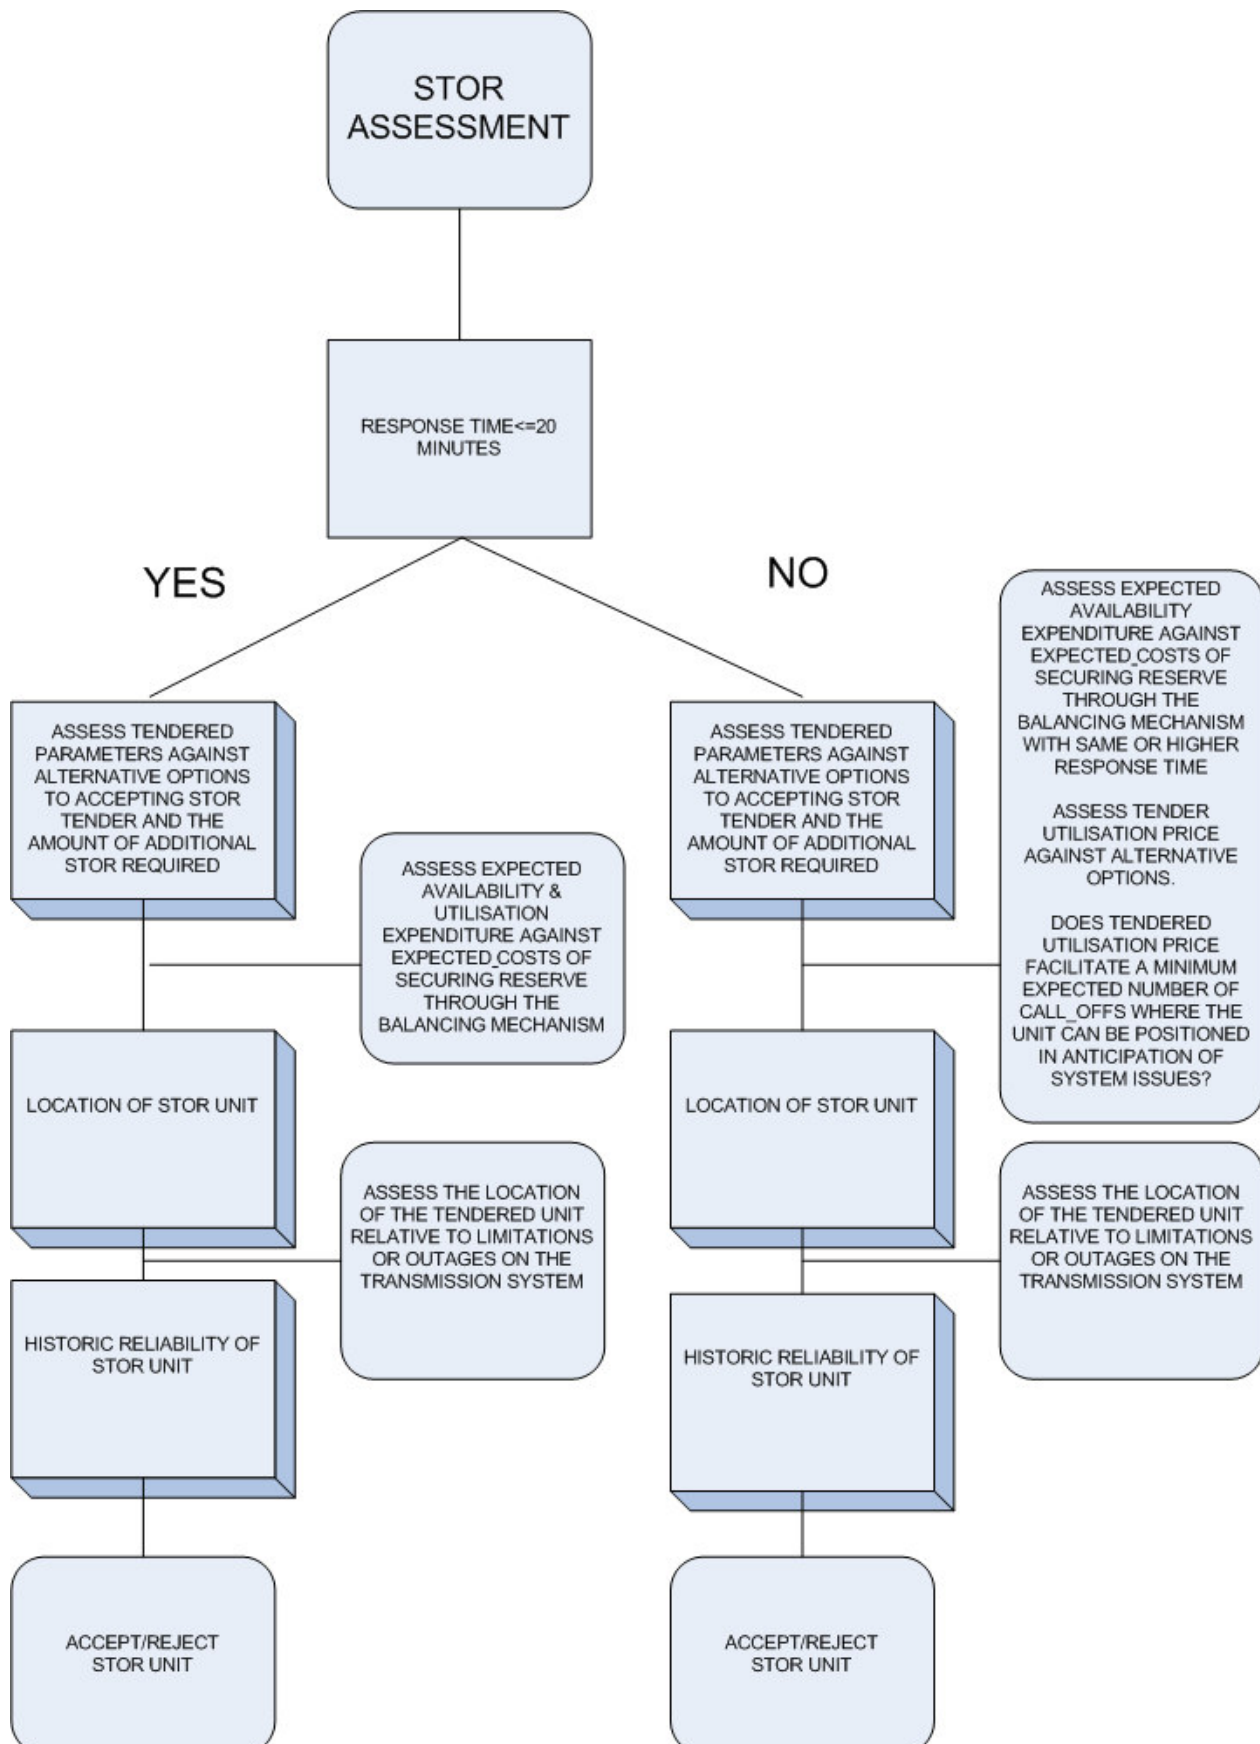 STOR
ASSESSMENT
RESPONSE TIME<=20
MINUTES
YES
NO
ASSESS TENDERED
PARAMETERS AGAINST
ALTERNATIVE OPTIONS
TO ACCEPTING STOR
TENDER AND THE
AMOUNT OF ADDITIONAL
STOR REQUIRED
ASSESS EXPECTED
AVAILABILITY &
UTILISATION
EXPENDITURE AGAINST
EXPECTED_COSTS OF
SECURING RESERVE
THROUGH THE
BALANCING MECHANISM
LOCATION OF STOR UNIT
ASSESS THE LOCATION
OF THE TENDERED UNIT
RELATIVE TO LIMITATIONS
OR OUTAGES ON THE
TRANSMISSION SYSTEM
HISTORIC RELIABILITY OF
STOR UNIT
ACCEPT/REJECT
STOR UNIT
ASSESS TENDERED
PARAMETERS AGAINST
ALTERNATIVE OPTIONS
TO ACCEPTING STOR
TENDER AND THE
AMOUNT OF ADDITIONAL
STOR REQUIRED
ASSESS EXPECTED
AVAILABILITY
EXPENDITURE AGAINST
EXPECTED_COSTS OF
SECURING RESERVE
THROUGH THE
BALANCING MECHANISM
WITH SAME OR HIGHER
RESPONSE TIME
ASSESS TENDER
UTILISATION PRICE
AGAINST ALTERNATIVE
OPTIONS.
DOES TENDERED
UTILISATION PRICE
FACILITATE A MINIMUM
EXPECTED NUMBER OF
CALL_OFFS WHERE THE
UNIT CAN BE POSITIONED
IN ANTICIPATION OF
SYSTEM ISSUES?
LOCATION OF STOR UNIT
ASSESS THE LOCATION
OF THE TENDERED UNIT
RELATIVE TO LIMITATIONS
OR OUTAGES ON THE
TRANSMISSION SYSTEM
HISTORIC RELIABILITY OF
STOR UNIT
ACCEPT/REJECT
STOR UNIT